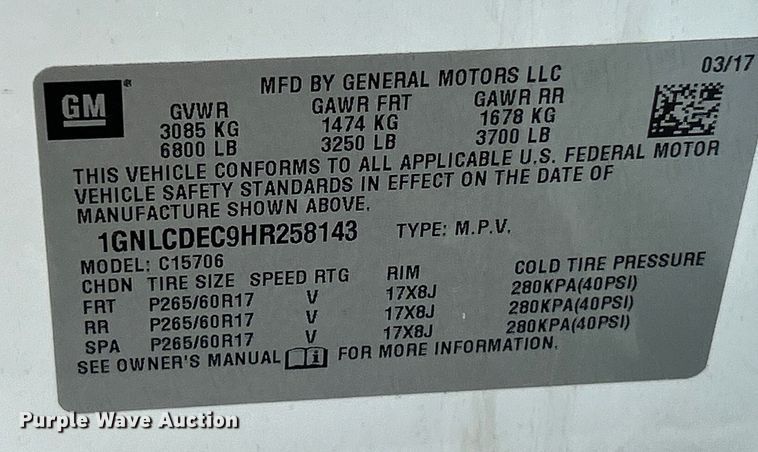 GM®
MFD BY GENERAL MOTORS LLC 03/17
GVWR GAWR FRT GAWR RR
3085 KG 1474 KG 1678 KG
6800 LB 3250 LB 3700 LB
THIS VEHICLE CONFORMS TO ALL APPLICABLE U.S. FEDERAL MOTOR
VEHICLE SAFETY STANDARDS IN EFFECT ON THE DATE OF
MANUFACTURE SHOWN ABOVE.
1GNLCDEC9HR258143 TYPE: M.P.V.
MODEL: C15706
CHDN TIRE SIZE SPEED RTG RIM COLD TIRE PRESSURE
FRT P265/60R17 V 17X8J 280KPA(40PSI)
RR P265/60R17 V 17X8J 280KPA(40PSI)
SPA P265/60R17 V 17X8J 280KPA(40PSI)
SEE OWNER'S MANUAL i FOR MORE INFORMATION.
Purple Wave Auction